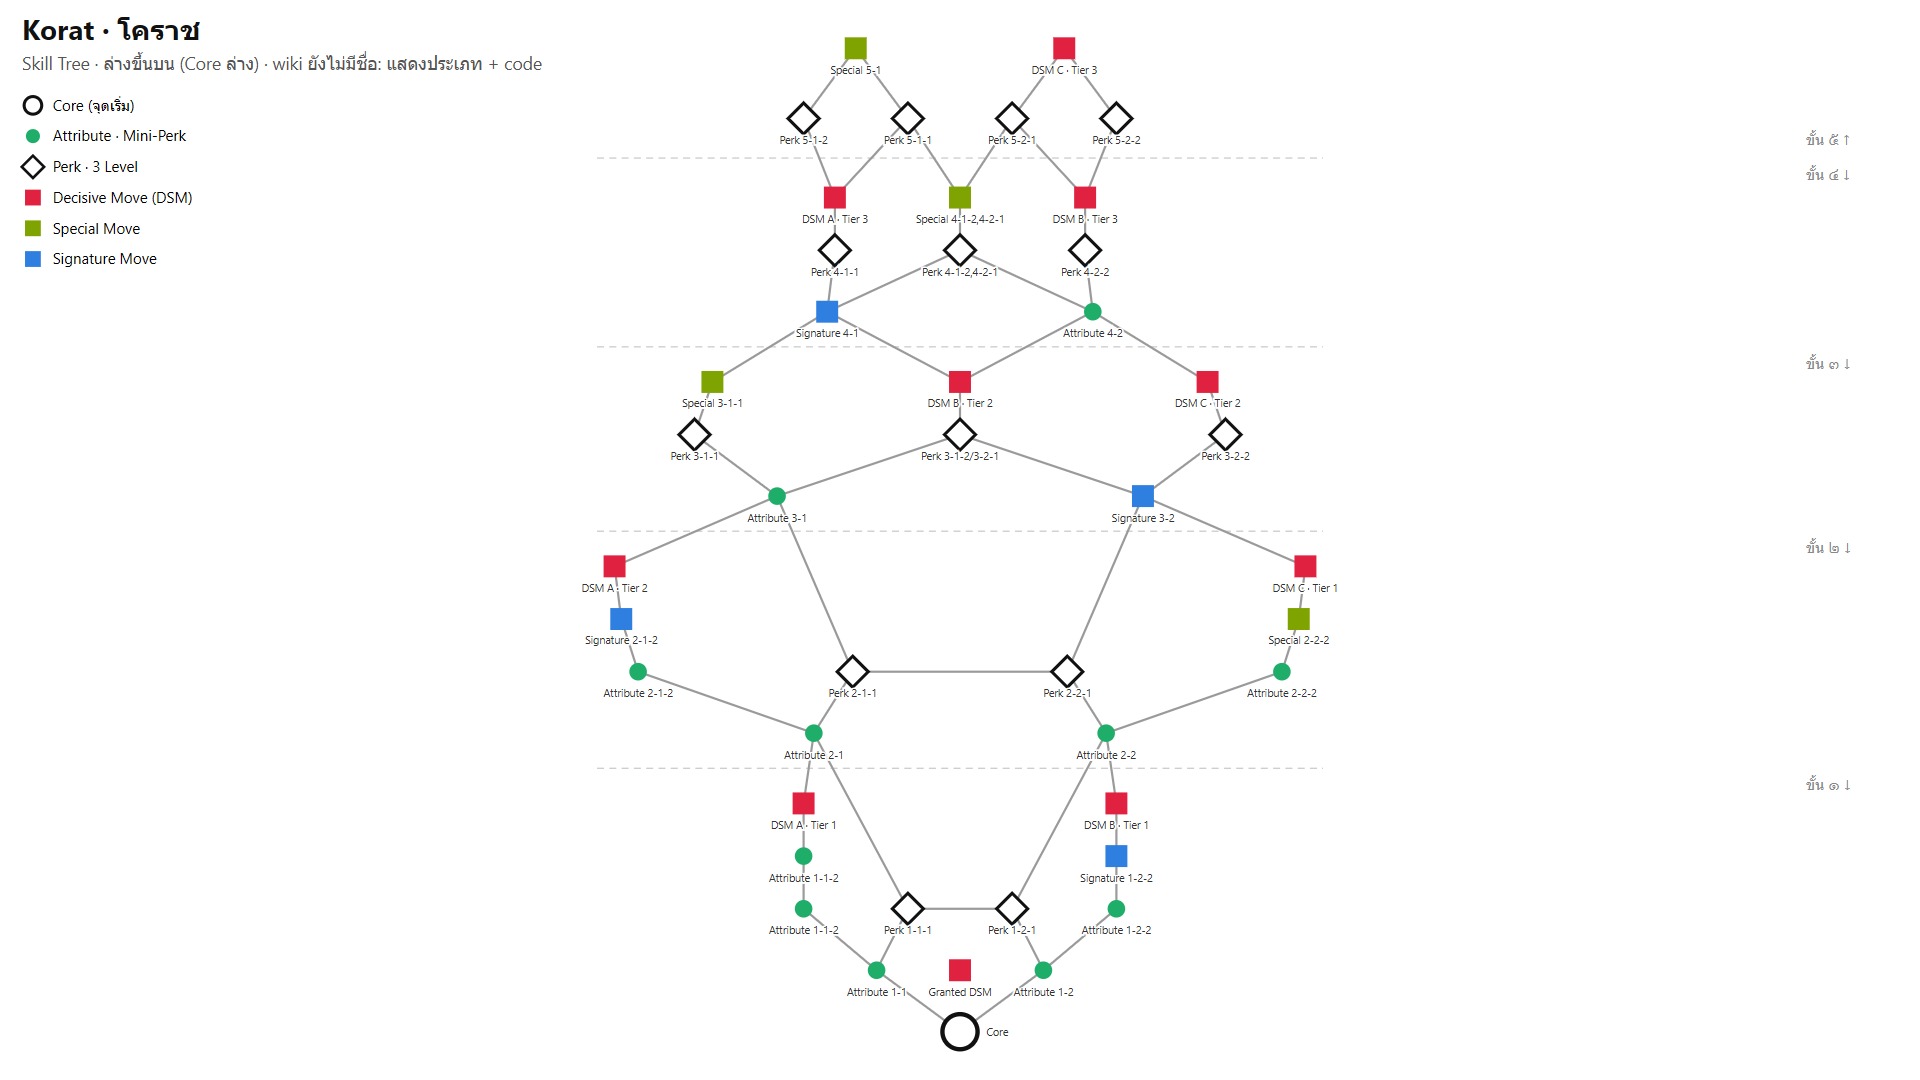 Korat · โคราช
Skill Tree · ล่างขึ้นบน (Core ล่าง) · wiki ยังไม่มีชื่อ: แสดงประเภท + code
Core (จุดเริ่ม)
Attribute · Mini-Perk
Perk · 3 Level
Decisive Move (DSM)
Special Move
Signature Move
Special 5-1
DSM C · Tier 3
Perk 5-1-2
Perk 5-1-1
Perk 5-2-1
Perk 5-2-2
ขั้น ๕ ↑
ขั้น ๔ ↓
DSM A · Tier 3
Special 4-1-2,4-2-1
DSM B · Tier 3
Perk 4-1-1
Perk 4-1-2,4-2-1
Perk 4-2-2
Signature 4-1
Attribute 4-2
ขั้น ๓ ↓
Special 3-1-1
DSM B · Tier 2
DSM C · Tier 2
Perk 3-1-1
Perk 3-1-2/3-2-1
Perk 3-2-2
Attribute 3-1
Signature 3-2
ขั้น ๒ ↓
DSM A · Tier 2
DSM C · Tier 1
Signature 2-1-2
Special 2-2-2
Attribute 2-1-2
Perk 2-1-1
Perk 2-2-1
Attribute 2-2-2
Attribute 2-1
Attribute 2-2
ขั้น ๑ ↓
DSM A · Tier 1
DSM B · Tier 1
Attribute 1-1-2
Signature 1-2-2
Attribute 1-1-2
Perk 1-1-1
Perk 1-2-1
Attribute 1-2-2
Attribute 1-1
Granted DSM
Attribute 1-2
Core